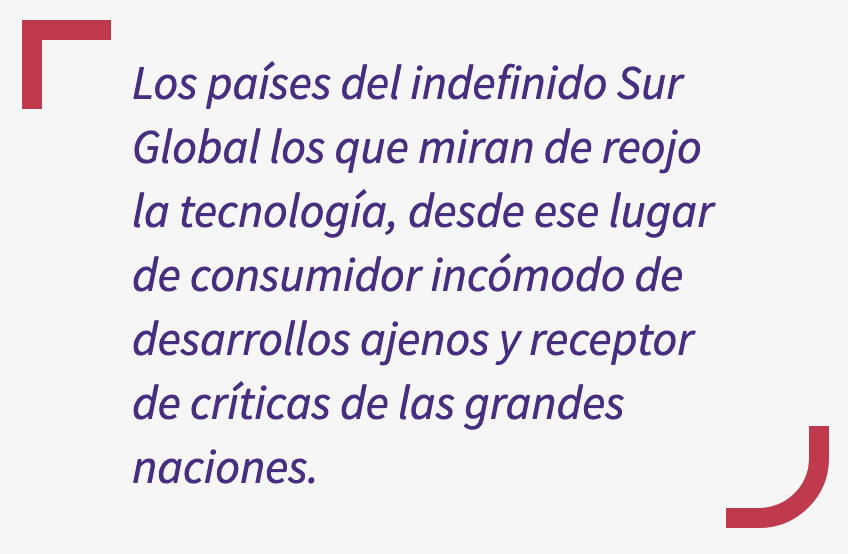 Los países del indefinido Sur
Global los que miran de reojo
la tecnología, desde ese lugar
de consumidor incómodo de
desarrollos ajenos y receptor
de críticas de las grandes
naciones.